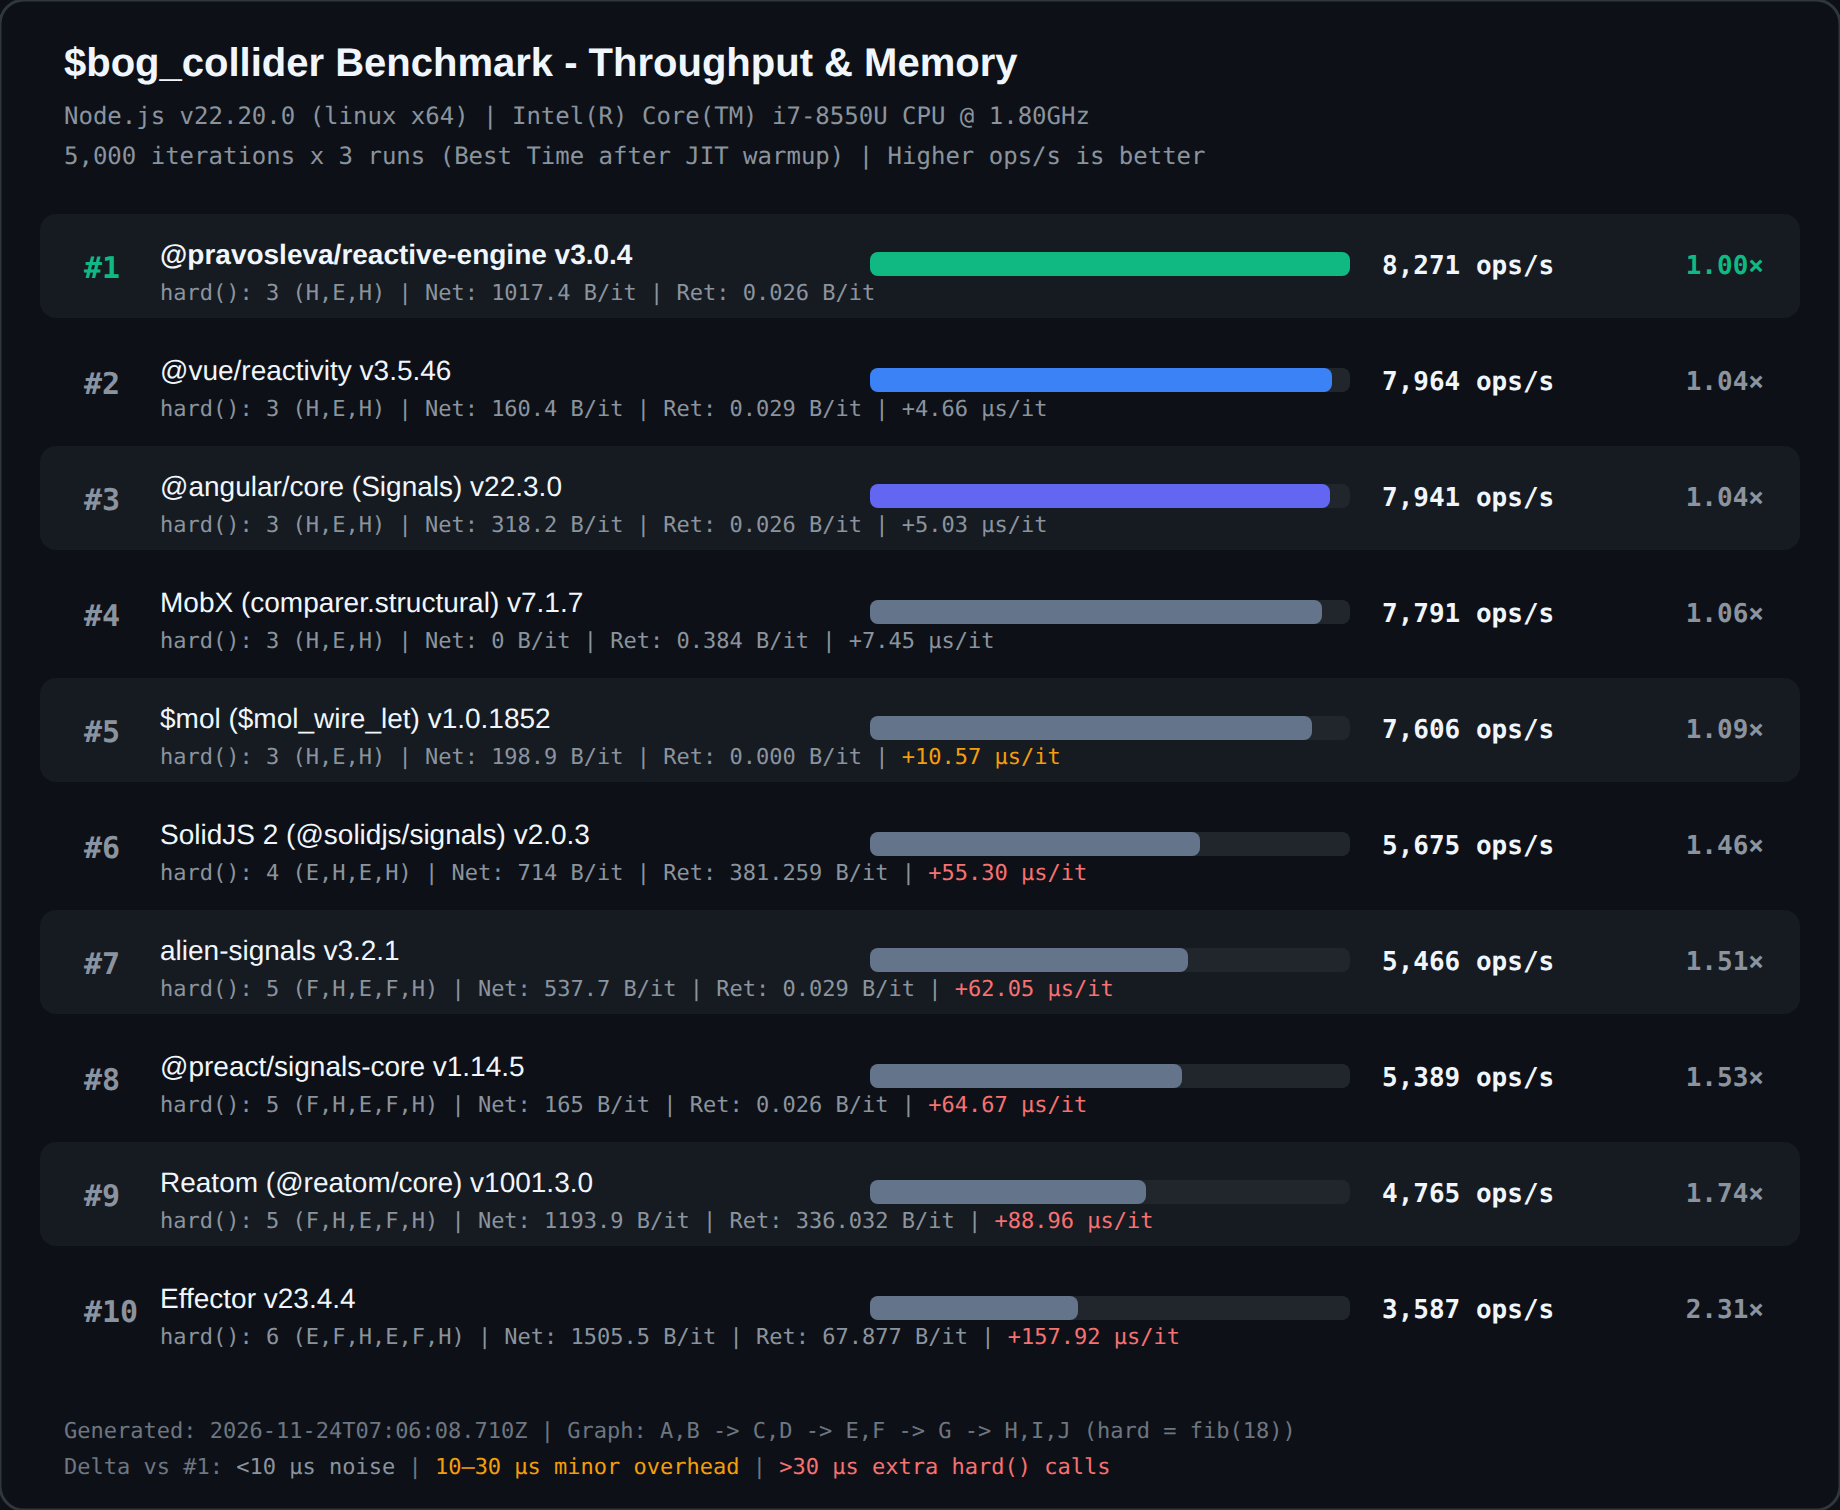 $bog_collider Benchmark - Throughput & Memory
Node.js v22.20.0 (linux x64) | Intel(R) Core(TM) i7-8550U CPU @ 1.80GHz
5,000 iterations x 3 runs (Best Time after JIT warmup) | Higher ops/s is better
#1 @pravosleva/reactive-engine v3.0.4 8,271 ops/s 1.00×
hard(): 3 (H,E,H) | Net: 1017.4 B/it | Ret: 0.026 B/it
#2 @vue/reactivity v3.5.46 7,964 ops/s 1.04×
hard(): 3 (H,E,H) | Net: 160.4 B/it | Ret: 0.029 B/it | +4.66 µs/it
#3 @angular/core (Signals) v22.3.0 7,941 ops/s 1.04×
hard(): 3 (H,E,H) | Net: 318.2 B/it | Ret: 0.026 B/it | +5.03 µs/it
#4 MobX (comparer.structural) v7.1.7 7,791 ops/s 1.06×
hard(): 3 (H,E,H) | Net: 0 B/it | Ret: 0.384 B/it | +7.45 µs/it
#5 $mol ($mol_wire_let) v1.0.1852 7,606 ops/s 1.09×
hard(): 3 (H,E,H) | Net: 198.9 B/it | Ret: 0.000 B/it | +10.57 µs/it
#6 SolidJS 2 (@solidjs/signals) v2.0.3 5,675 ops/s 1.46×
hard(): 4 (E,H,E,H) | Net: 714 B/it | Ret: 381.259 B/it | +55.30 µs/it
#7 alien-signals v3.2.1 5,466 ops/s 1.51×
hard(): 5 (F,H,E,F,H) | Net: 537.7 B/it | Ret: 0.029 B/it | +62.05 µs/it
#8 @preact/signals-core v1.14.5 5,389 ops/s 1.53×
hard(): 5 (F,H,E,F,H) | Net: 165 B/it | Ret: 0.026 B/it | +64.67 µs/it
#9 Reatom (@reatom/core) v1001.3.0 4,765 ops/s 1.74×
hard(): 5 (F,H,E,F,H) | Net: 1193.9 B/it | Ret: 336.032 B/it | +88.96 µs/it
#10 Effector v23.4.4 3,587 ops/s 2.31×
hard(): 6 (E,F,H,E,F,H) | Net: 1505.5 B/it | Ret: 67.877 B/it | +157.92 µs/it
Generated: 2026-11-24T07:06:08.710Z | Graph: A,B -> C,D -> E,F -> G -> H,I,J (hard = fib(18))
Delta vs #1: <10 µs noise | 10–30 µs minor overhead | >30 µs extra hard() calls